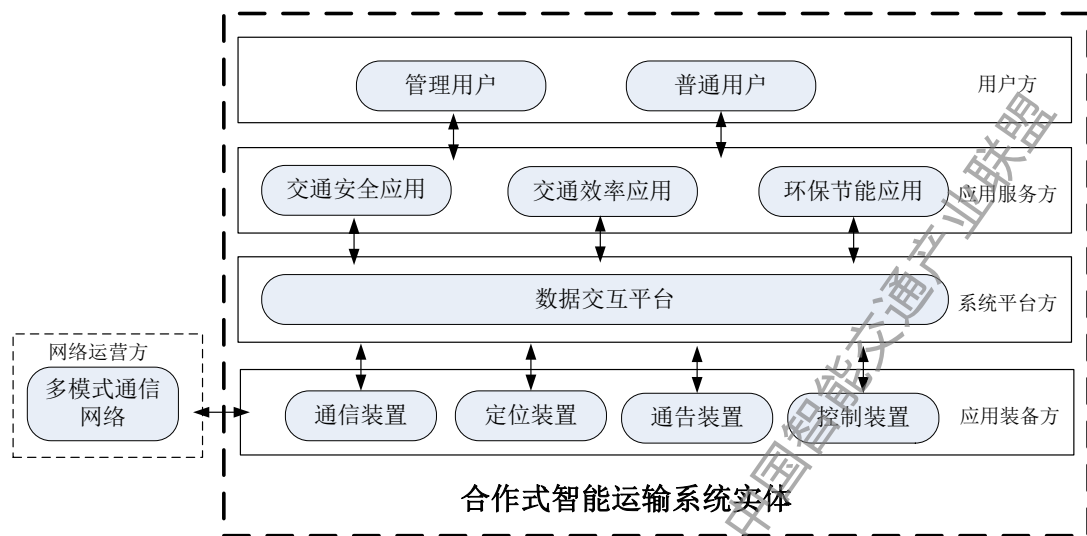 管理用户
普通用户
用户方
交通安全应用
交通效率应用
环保节能应用
应用服务方
数据交互平台
系统平台方
网络运营方
多模式通信
网络
通信装置
定位装置
通告装置
控制装置
应用装备方
合作式智能运输系统实体
中国智能交通产业联盟